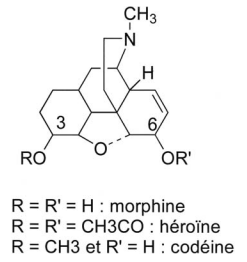 CH3
N
H
3
6
RO
O
OR'
R = R' = H : morphine
R = R' = CH3CO : héroïne
R = CH3 et R' = H : codéine